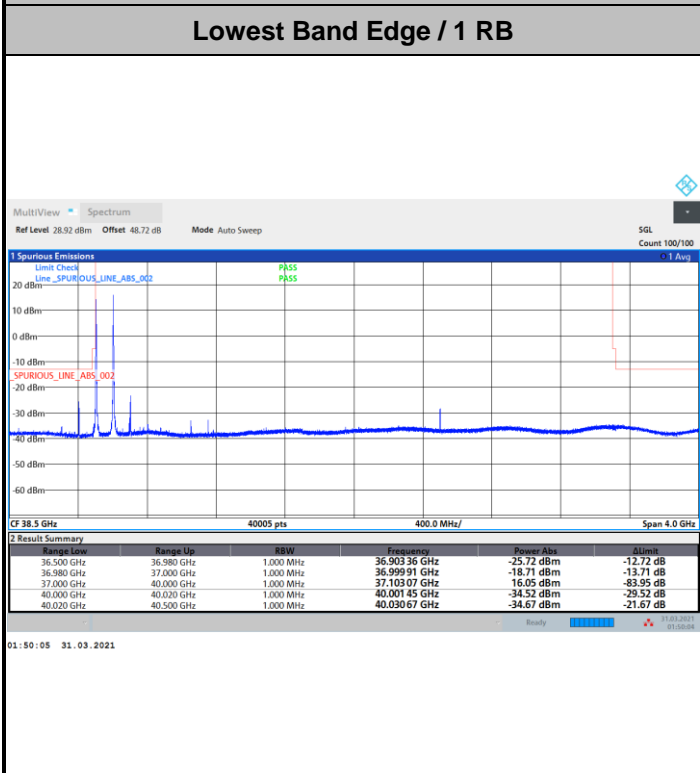 Lowest Band Edge / 1 RB
MultiView Spectrum
Ref Level 28.92 dBm Offset 48.72 dB Mode Auto Sweep SGL
Count 100/100
1 Spurious Emissions 1 Avg
Limit Check PASS
Line _SPURIOUS_LINE_ABS_002 PASS
20 dBm
10 dBm
0 dBm
-10 dBm
_SPURIOUS_LINE_ABS_002
-20 dBm
-30 dBm
-40 dBm
-50 dBm
-60 dBm
CF 38.5 GHz 40005 pts 400.0 MHz/ Span 4.0 GHz
2 Result Summary
Range Low Range Up RBW Frequency Power Abs ΔLimit
36.500 GHz 36.980 GHz 1.000 MHz 36.903 36 GHz -25.72 dBm -12.72 dB
36.980 GHz 37.000 GHz 1.000 MHz 36.999 91 GHz -18.71 dBm -13.71 dB
37.000 GHz 40.000 GHz 1.000 MHz 37.103 07 GHz 16.05 dBm -83.95 dB
40.000 GHz 40.020 GHz 1.000 MHz 40.001 45 GHz -34.52 dBm -29.52 dB
40.020 GHz 40.500 GHz 1.000 MHz 40.030 67 GHz -34.67 dBm -21.67 dB
Ready 31.03.2021
01:50:04
01:50:05 31.03.2021